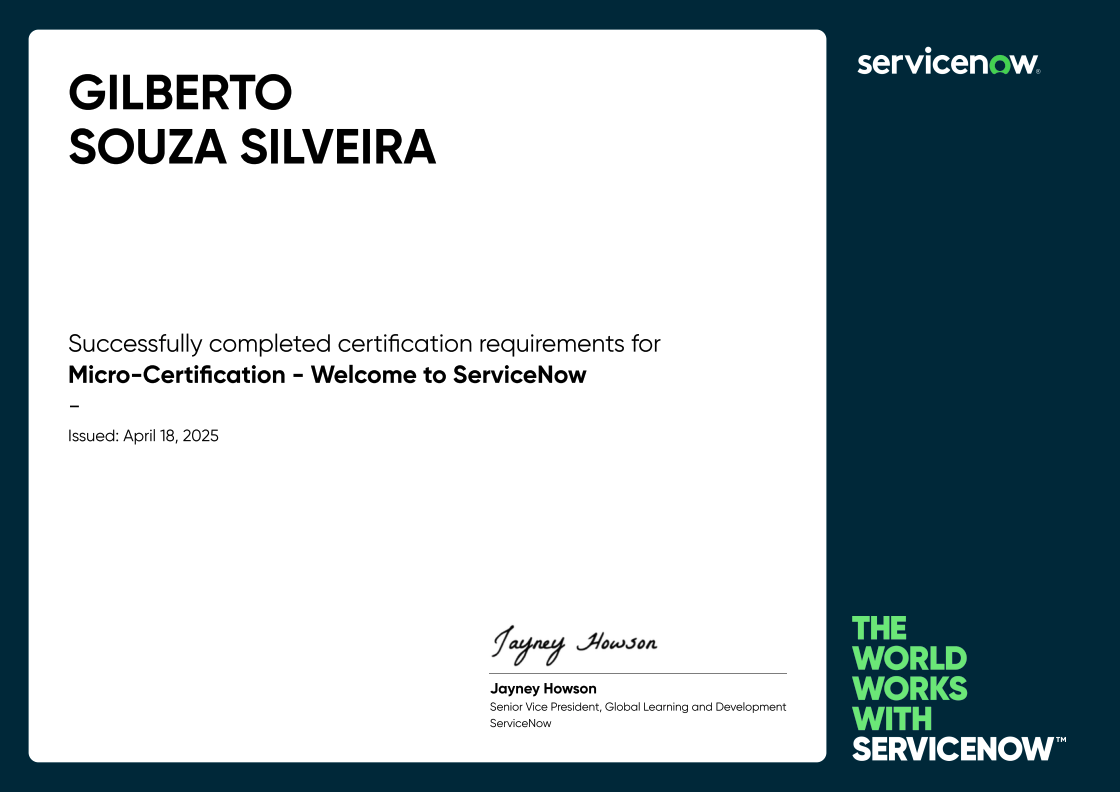 GILBERTO
SOUZA SILVEIRA
Successfully completed certification requirements for
Micro-Certification - Welcome to ServiceNow
-
Issued: April 18, 2025
Jayney Howson
Jayney Howson
Senior Vice President, Global Learning and Development
ServiceNow
servicenow®
THE
WORLD
WORKS
WITH
SERVICENOW™